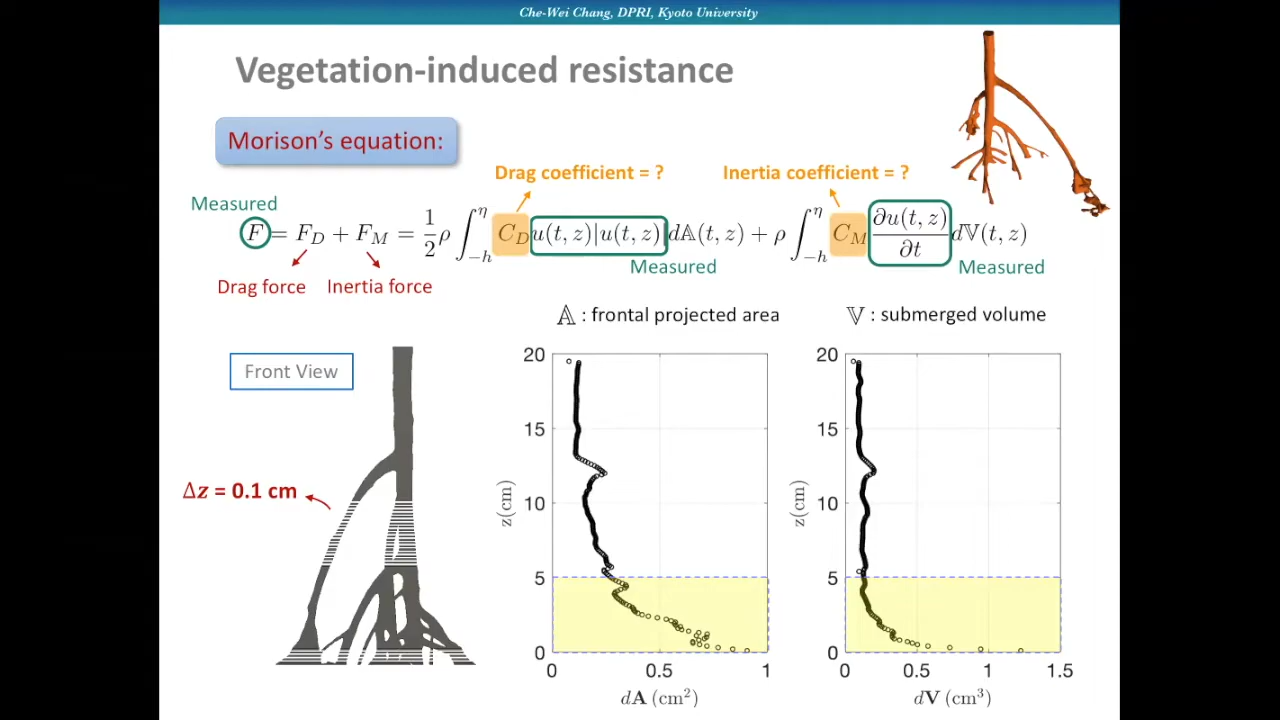 Che-Wei Chang, DPRI, Kyoto University
Vegetation-induced resistance
Morison's equation:
Drag coefficient = ?
Inertia coefficient = ?
Measured
F = F_D + F_M = 1/2 ρ ∫_{-h}^{η} C_D u(t, z)|u(t, z)|d𝔸(t, z) + ρ ∫_{-h}^{η} C_M ∂u(t, z)/∂t d𝕍(t, z)
Measured
Measured
Drag force
Inertia force
𝔸 : frontal projected area
𝕍 : submerged volume
Front View
Δz = 0.1 cm
20
15
10
5
0
z(cm)
0 0.5 1
dA (cm²)
20
15
10
5
0
z(cm)
0 0.5 1 1.5
dV (cm³)